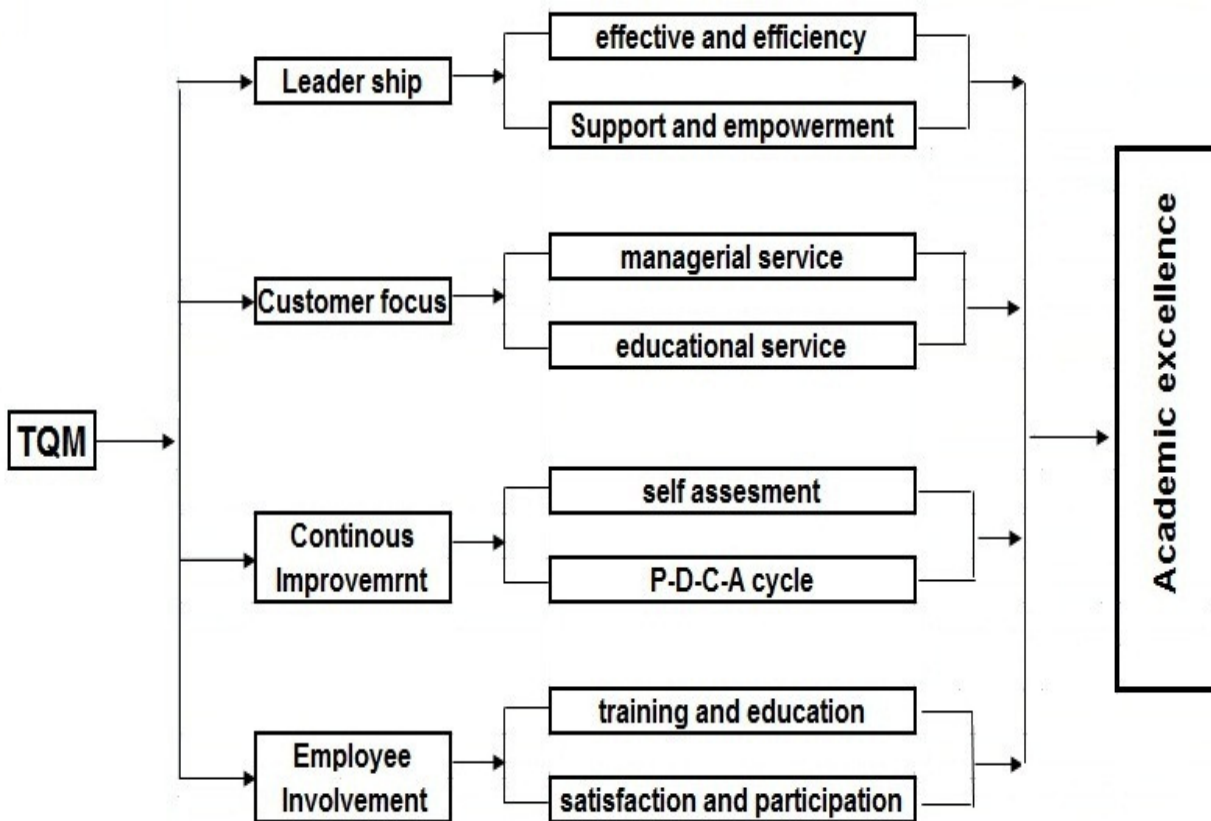 effective and efficiency
Leader ship
Support and empowerment
managerial service
Customer focus
educational service
TQM
self assesment
Continous
Improvemrnt
P-D-C-A cycle
training and education
Employee
Involvement
satisfaction and participation
Academic excellence